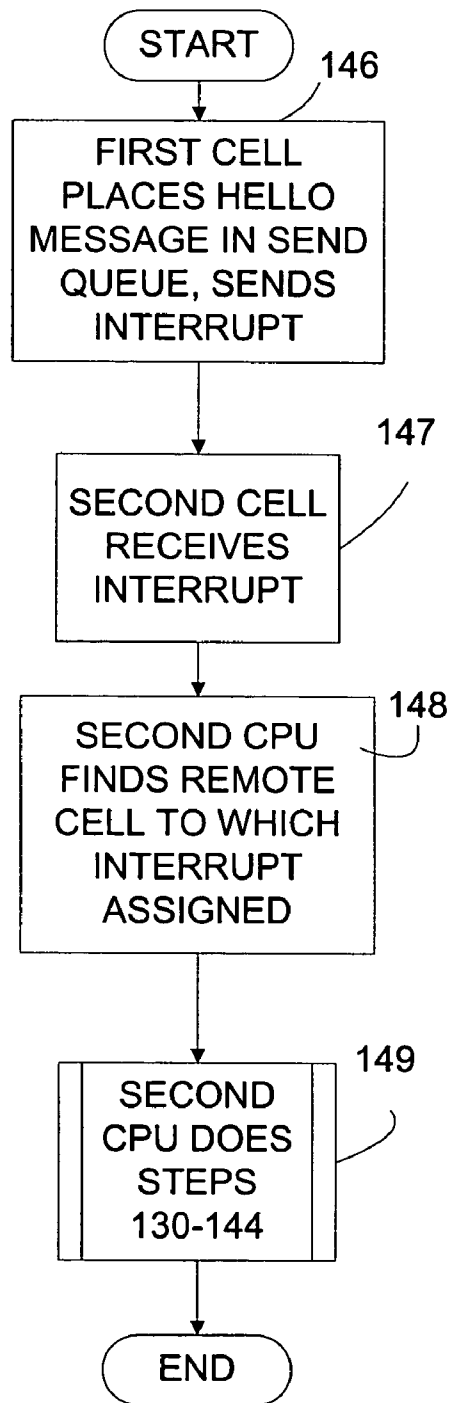 START
146
FIRST CELL
PLACES HELLO
MESSAGE IN SEND
QUEUE, SENDS
INTERRUPT
147
SECOND CELL
RECEIVES
INTERRUPT
148
SECOND CPU
FINDS REMOTE
CELL TO WHICH
INTERRUPT
ASSIGNED
149
SECOND
CPU DOES
STEPS
130-144
END